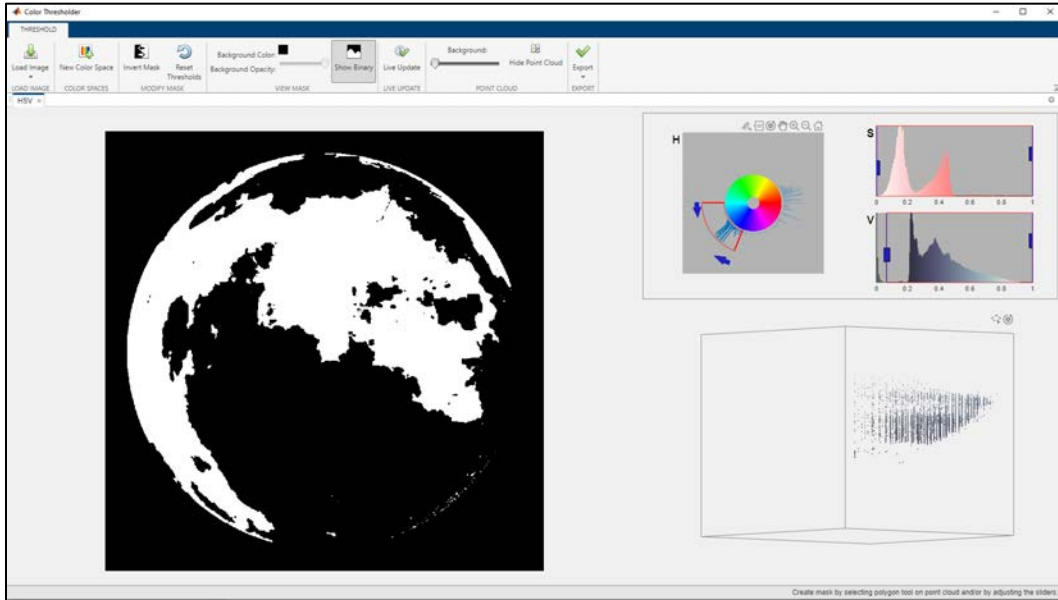 Color Thresholder
THRESHOLD
Load Image
New Color Space
Invert Mask
Reset
Thresholds
Background Color:
Background Opacity:
Show Binary
Live Update
Background:
Hide Point Cloud
Export
LOAD IMAGE
COLOR SPACES
MODIFY MASK
VIEW MASK
LIVE UPDATE
POINT CLOUD
EXPORT
HSV
H
S
0 0.2 0.4 0.6 0.8 1
V
0 0.2 0.4 0.6 0.8 1
Create mask by selecting polygon tool on point cloud and/or by adjusting the sliders